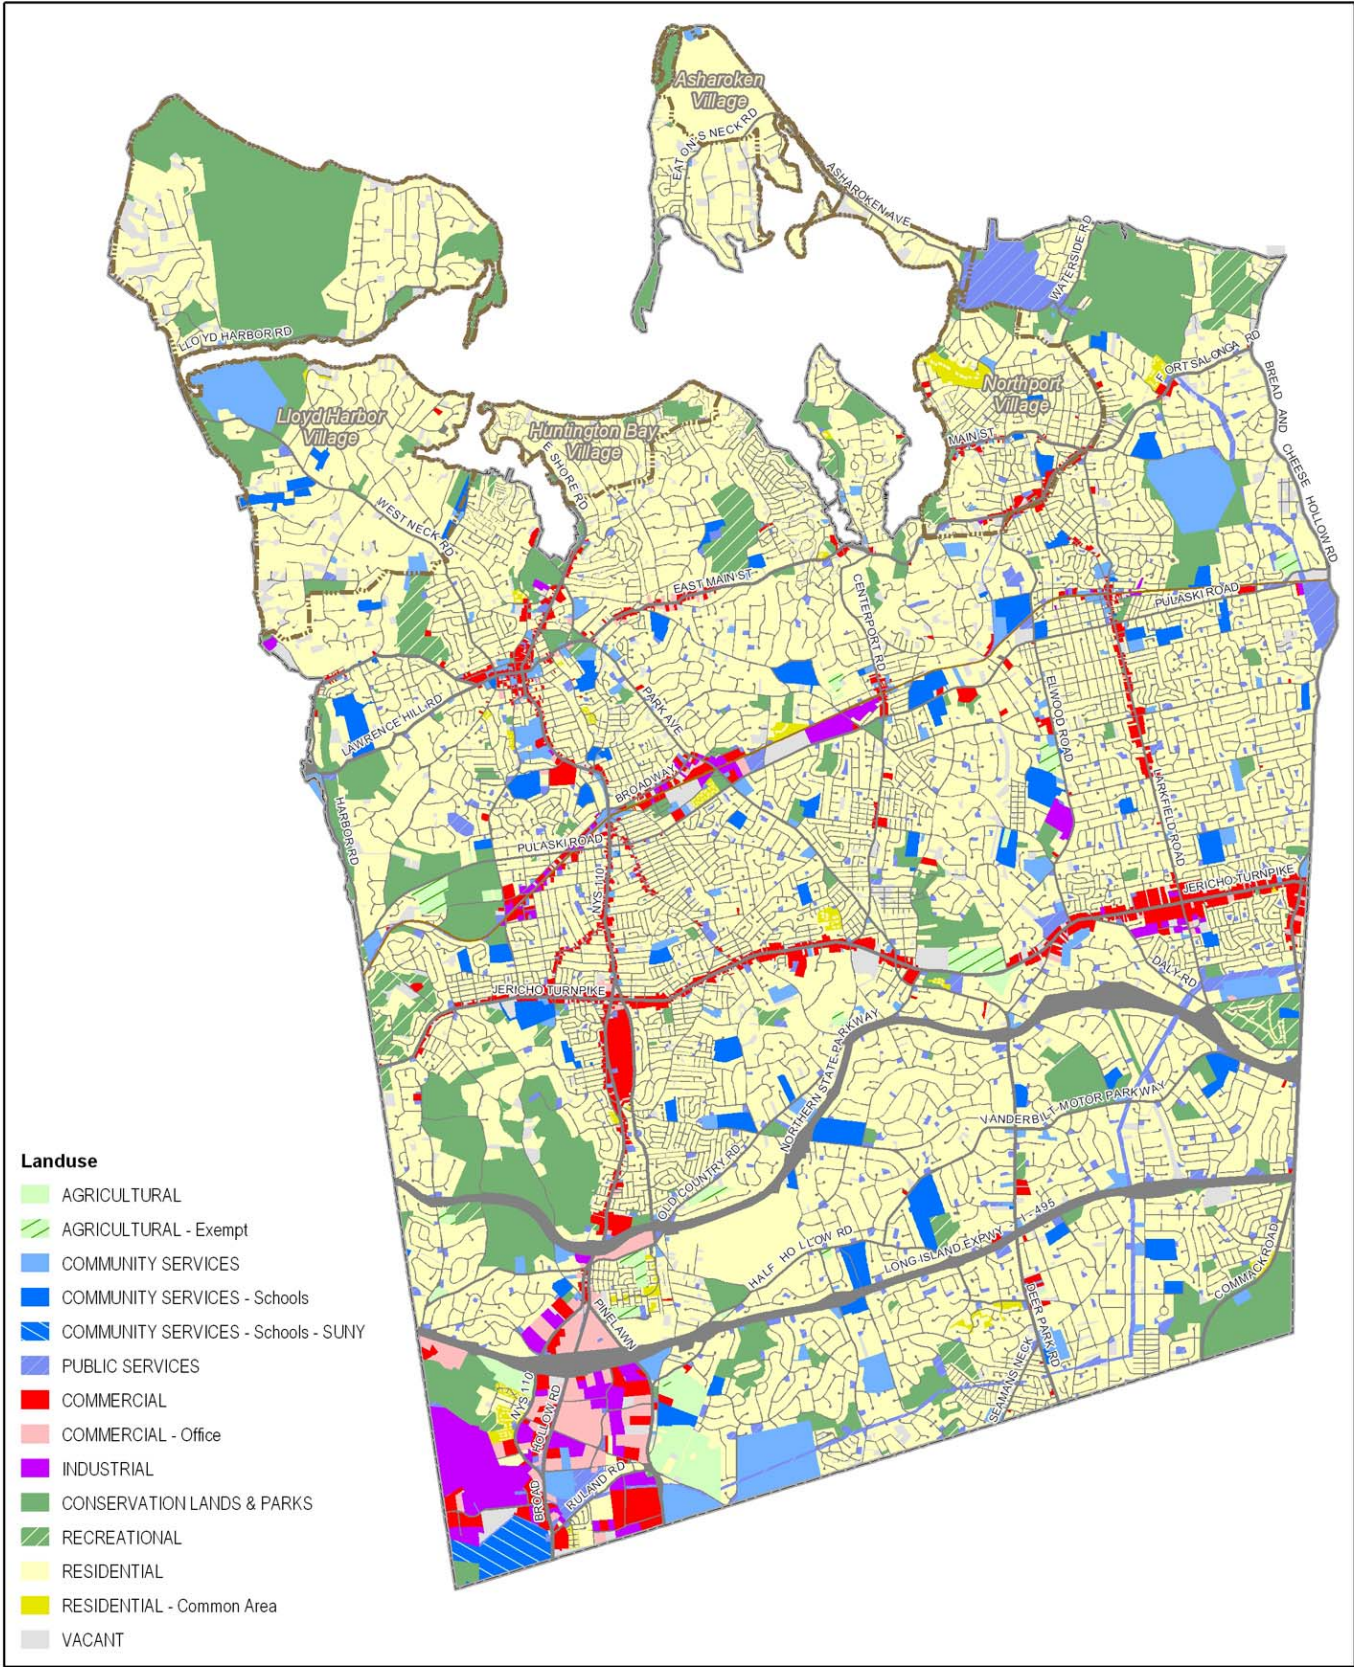 Asharoken
Village
EATON'S NECK RD
ASHAROKEN AVE
WATERSIDE RD
LLOYD HARBOR RD
FORTSALONGA RD
BREAD AND CHEESE HOLLOW RD
Lloyd Harbor
Village
Huntington Bay
Village
Northport
Village
MAIN ST
E SHORE RD
WEST NECK RD
EAST MAIN ST
CENTERPORT RD
PULASKI ROAD
LAWRENCE HILL RD
PARK AVE
ELWOOD ROAD
BROADWAY
LARKFIELD ROAD
HARBOR RD
PULASKI ROAD
NYS 110
JERICHO TURNPIKE
JERICHO TURNPIKE
DALY RD
NORTHERN STATE PARKWAY
VANDERBILT MOTOR PARKWAY
OLD COUNTRY RD
HALF HOLLOW RD
LONG ISLAND EXPWY I - 495
COMMACK ROAD
DEER PARK RD
PINELAWN
SEAMANS NECK
NYS 110
BROAD HOLLOW RD
RULAND RD
Landuse
AGRICULTURAL
AGRICULTURAL - Exempt
COMMUNITY SERVICES
COMMUNITY SERVICES - Schools
COMMUNITY SERVICES - Schools - SUNY
PUBLIC SERVICES
COMMERCIAL
COMMERCIAL - Office
INDUSTRIAL
CONSERVATION LANDS & PARKS
RECREATIONAL
RESIDENTIAL
RESIDENTIAL - Common Area
VACANT